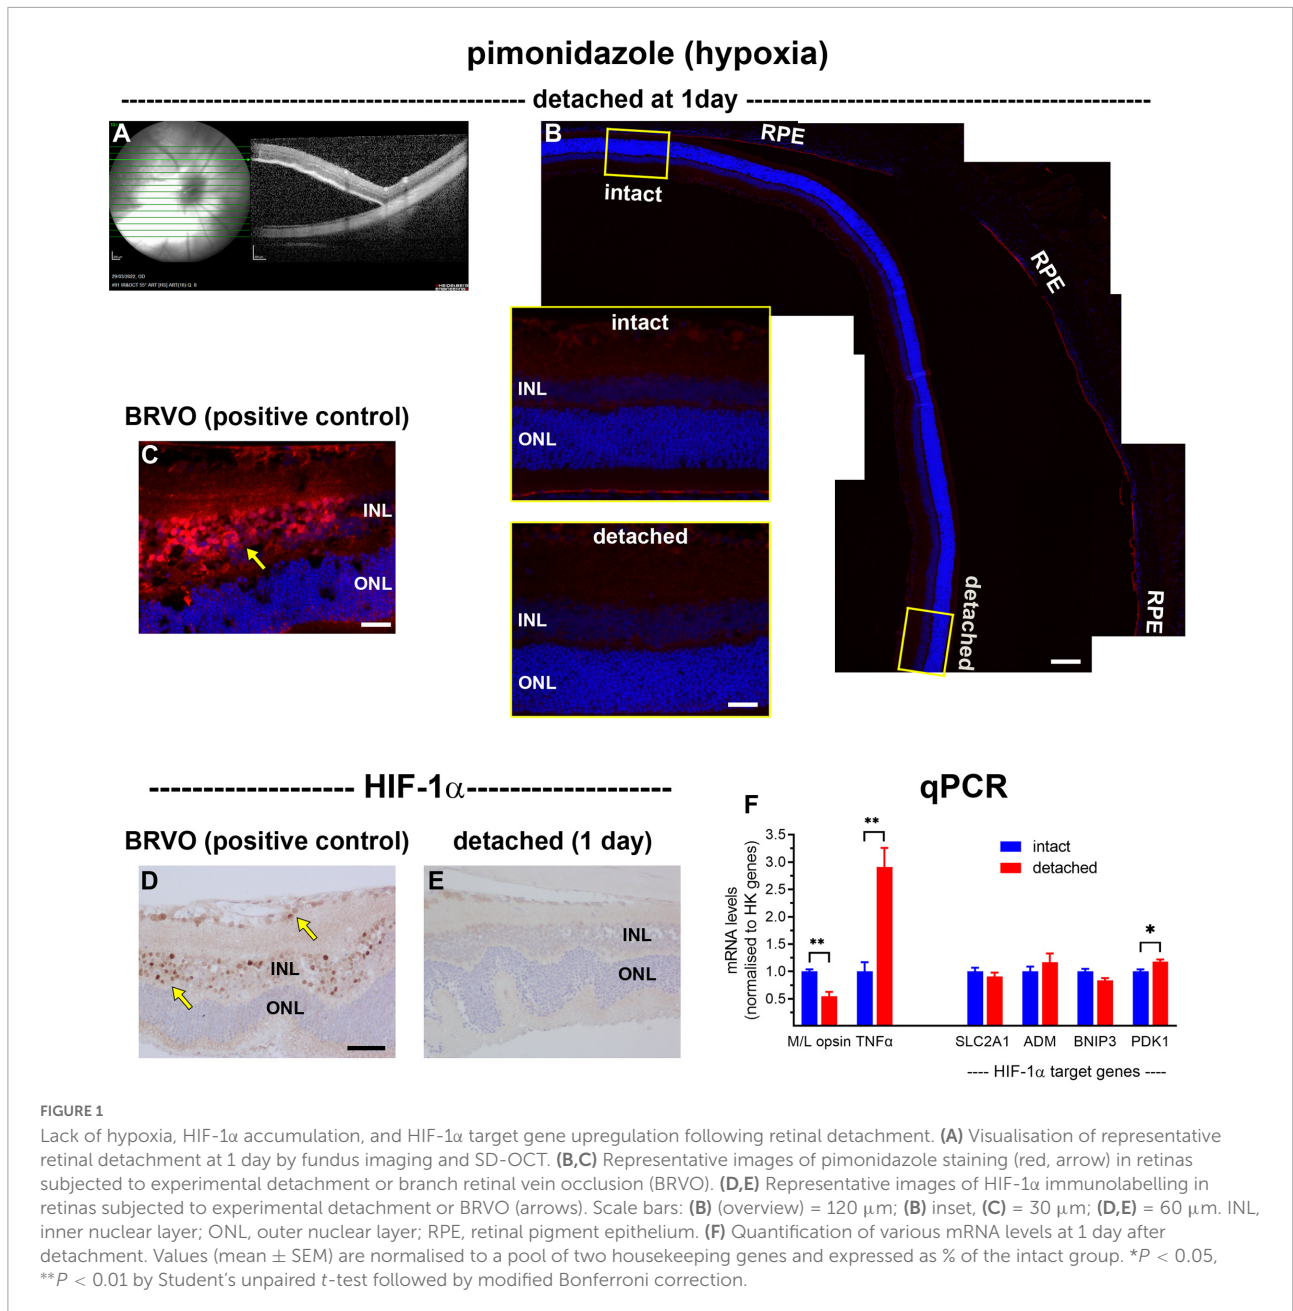 pimonidazole (hypoxia)
detached at 1day
A
29/03/2022, OD
B
RPE
intact
RPE
intact
INL
ONL
BRVO (positive control)
C
INL
ONL
detached
INL
ONL
detached
RPE
HIF-1α
qPCR
BRVO (positive control)
detached (1 day)
D
INL
ONL
E
INL
ONL
F
mRNA levels
(normalised to HK genes)
3.5
3.0
2.5
2.0
1.5
1.0
0.5
**
**
*
intact
detached
M/L opsin TNFα SLC2A1 ADM BNIP3 PDK1
---- HIF-1α target genes ----
FIGURE 1
Lack of hypoxia, HIF-1α accumulation, and HIF-1α target gene upregulation following retinal detachment. (A) Visualisation of representative
retinal detachment at 1 day by fundus imaging and SD-OCT. (B,C) Representative images of pimonidazole staining (red, arrow) in retinas
subjected to experimental detachment or branch retinal vein occlusion (BRVO). (D,E) Representative images of HIF-1α immunolabelling in
retinas subjected to experimental detachment or BRVO (arrows). Scale bars: (B) (overview) = 120 μm; (B) inset, (C) = 30 μm; (D,E) = 60 μm. INL,
inner nuclear layer; ONL, outer nuclear layer; RPE, retinal pigment epithelium. (F) Quantification of various mRNA levels at 1 day after
detachment. Values (mean ± SEM) are normalised to a pool of two housekeeping genes and expressed as % of the intact group. *P < 0.05,
**P < 0.01 by Student's unpaired t-test followed by modified Bonferroni correction.